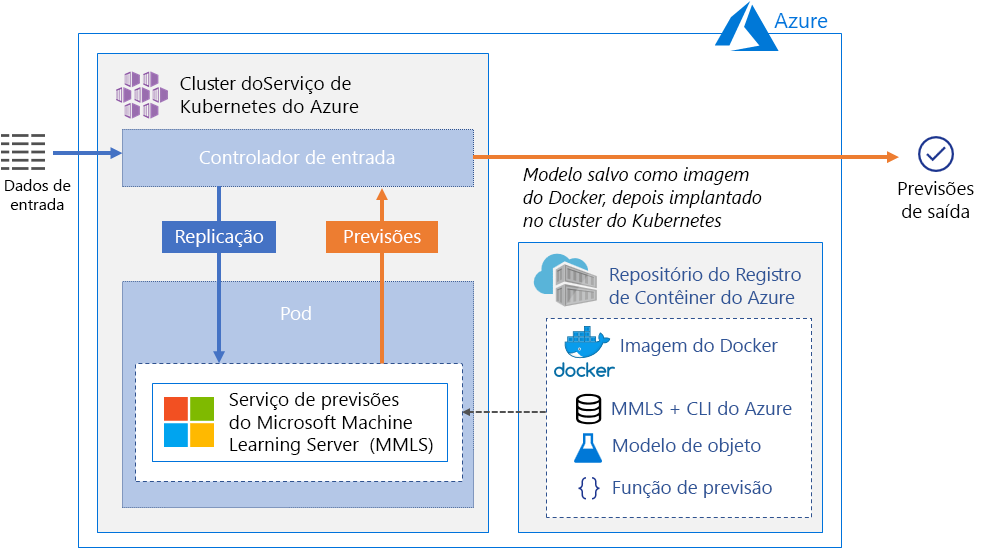 Azure
Cluster doServiço de
Kubernetes do Azure
Controlador de entrada
Dados de
entrada
Modelo salvo como imagem
do Docker, depois implantado
no cluster do Kubernetes
Previsões
de saída
Replicação
Previsões
Repositório do Registro
de Contêiner do Azure
Pod
docker
Imagem do Docker
Serviço de previsões
do Microsoft Machine
Learning Server (MMLS)
MMLS + CLI do Azure
Modelo de objeto
{ } Função de previsão